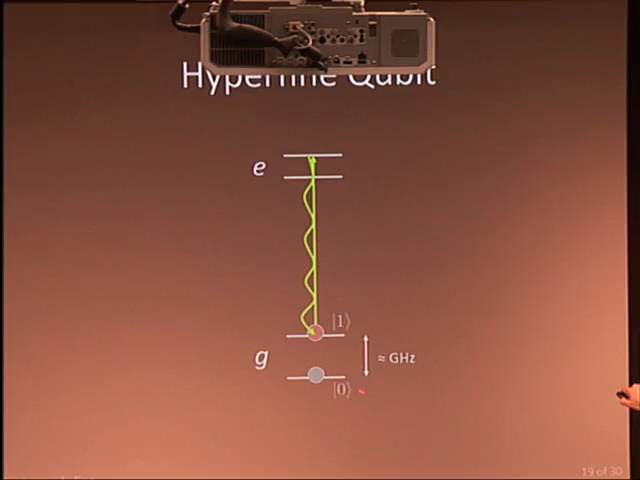 Hyperfine Qubit
e
|1⟩
g
≈ GHz
|0⟩
19 of 30